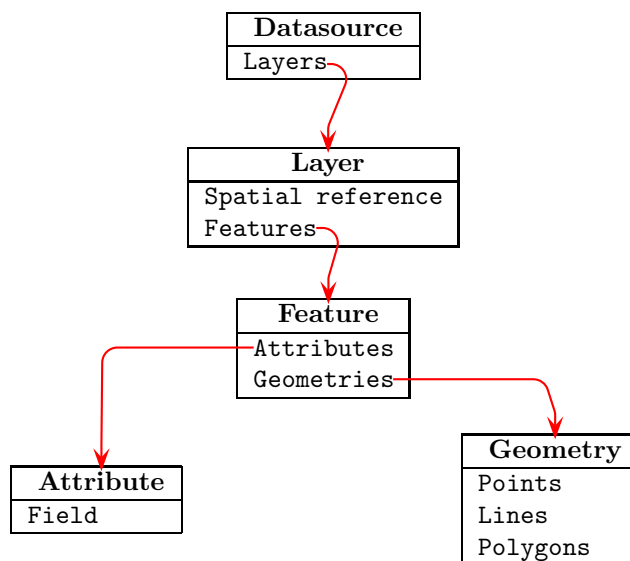 Datasource
Layers
Layer
Spatial reference
Features
Feature
Attributes
Geometries
Attribute
Field
Geometry
Points
Lines
Polygons